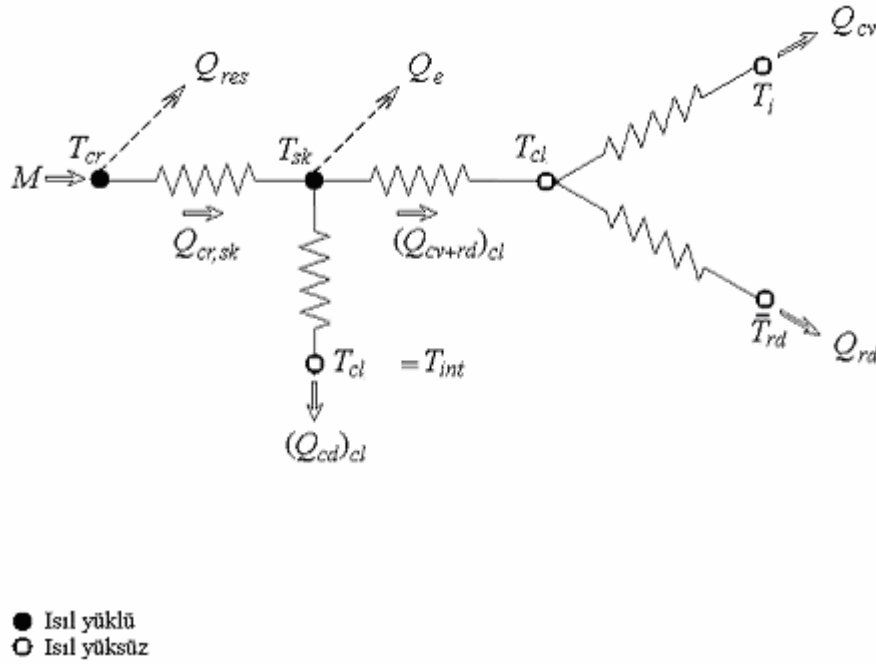 Q_cv
Q_res
Q_e
T_i
T_cr
T_sk
T_cl
M
Q_cr,sk
(Q_cv+rd)_cl
T_rd
Q_rd
T_cl = T_int
(Q_cd)_cl
Isıl yüklü
Isıl yüksüz